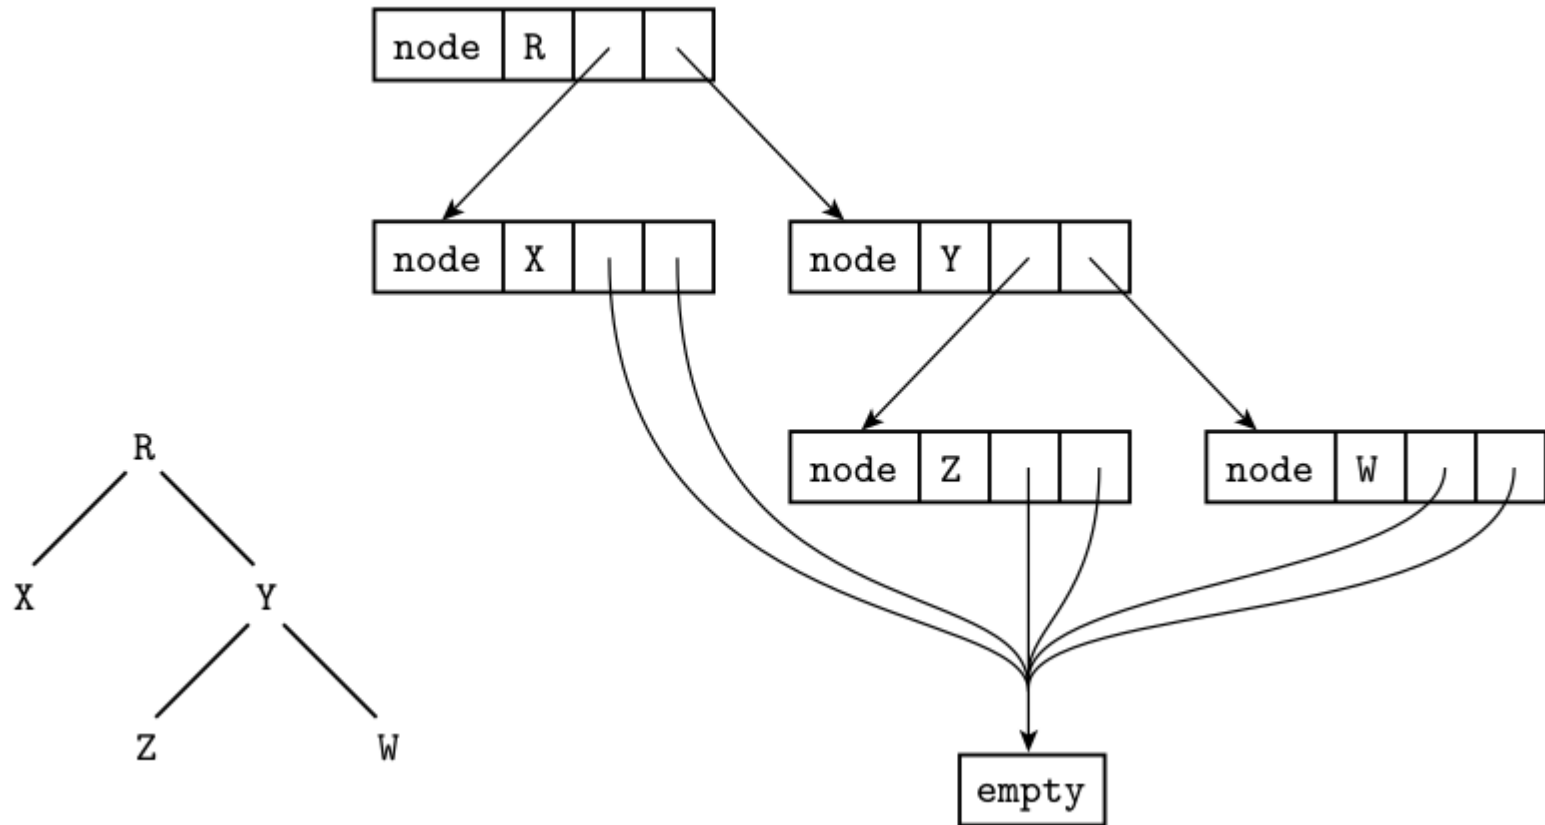 node R
node X
node Y
R
node Z
node W
X
Y
Z
W
empty